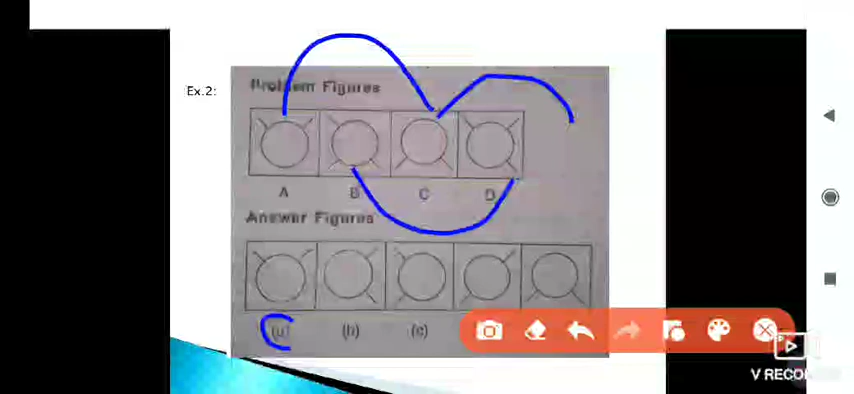 Ex.2:
Problem Figures
A B C D
Answer Figures
(a) (b) (c)
V RECO